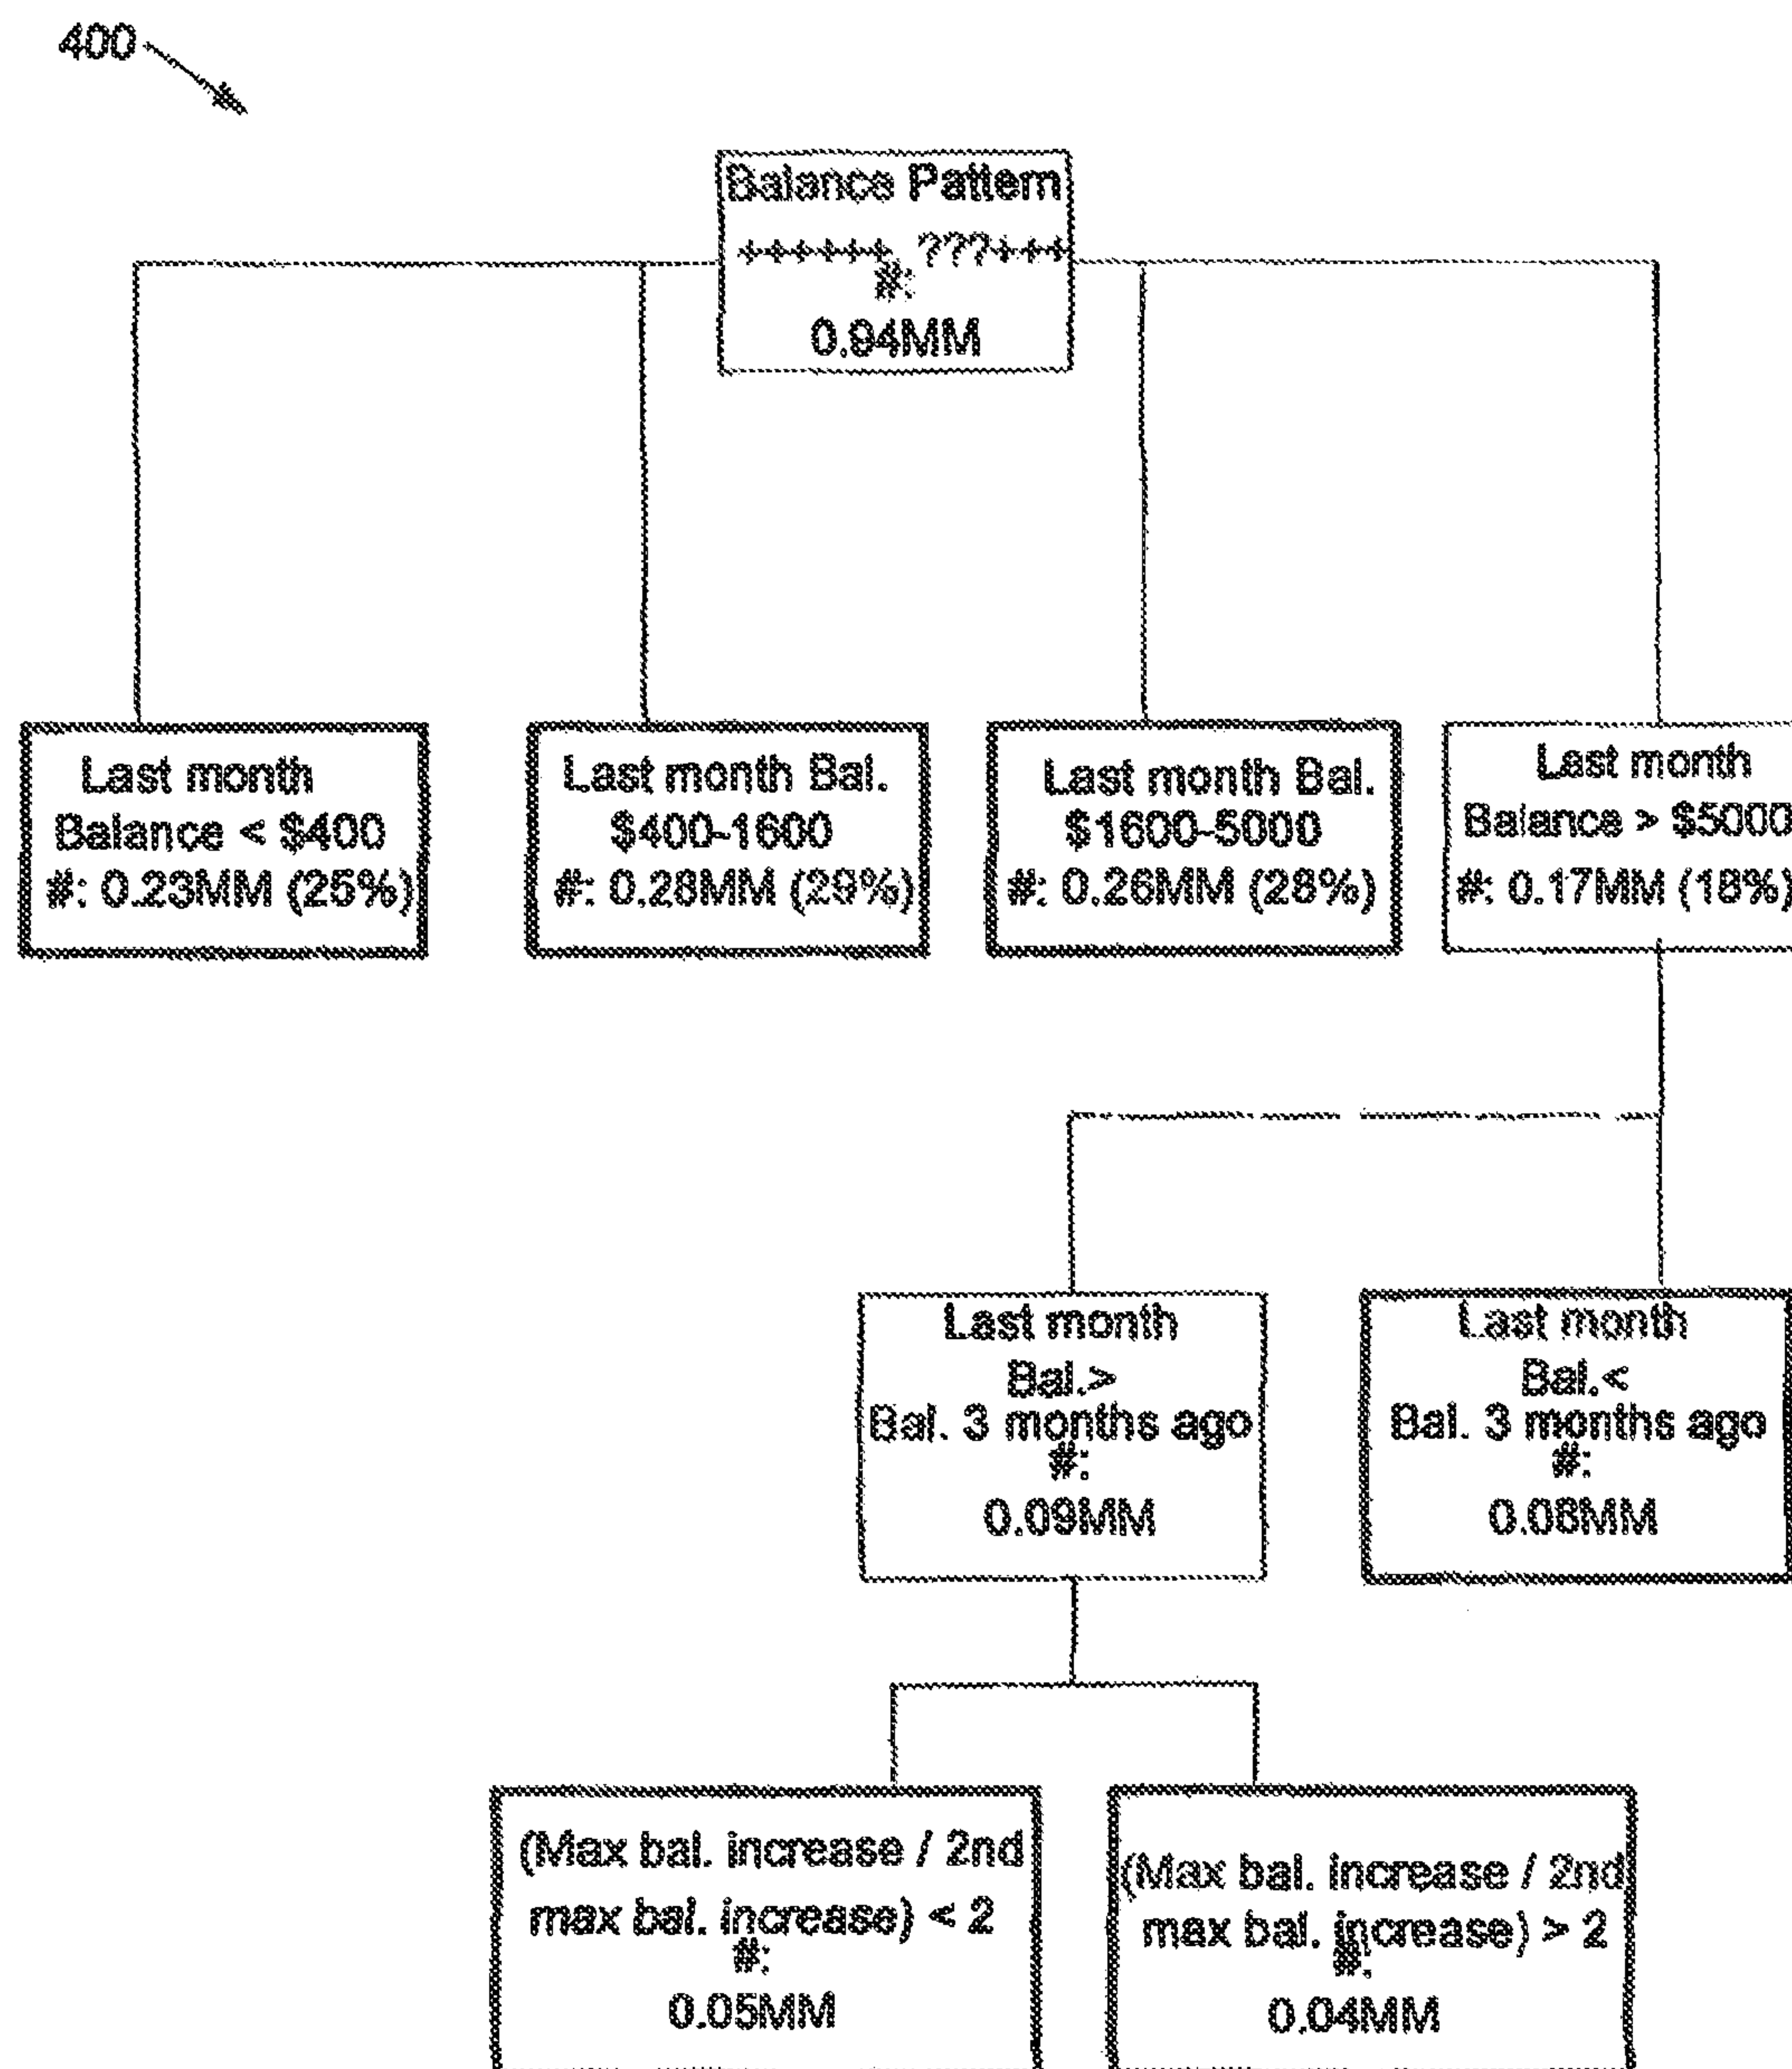 400
Balance Pattern
++++++, ???+++
#:
0.94MM
Last month
Balance < $400
#: 0.23MM (25%)
Last month Bal.
$400-1600
#: 0.28MM (29%)
Last month Bal.
$1600-5000
#: 0.26MM (28%)
Last month
Balance > $5000
#: 0.17MM (18%)
Last month
Bal.>
Bal. 3 months ago
#:
0.09MM
Last month
Bal.<
Bal. 3 months ago
#:
0.08MM
(Max bal. increase / 2nd
max bal. increase) < 2
#:
0.05MM
(Max bal. increase / 2nd
max bal. increase) > 2
#:
0.04MM